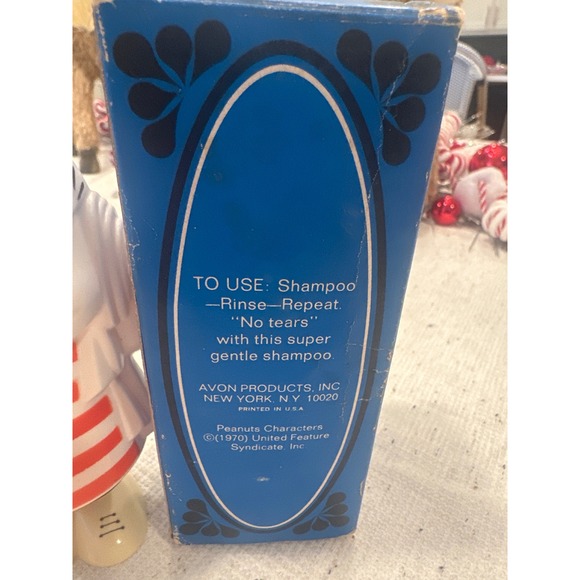 TO USE: Shampoo
—Rinse—Repeat.
"No tears"
with this super
gentle shampoo.
AVON PRODUCTS, INC
NEW YORK, N.Y. 10020
PRINTED IN U.S.A.
Peanuts Characters
©(1970) United Feature
Syndicate, Inc.